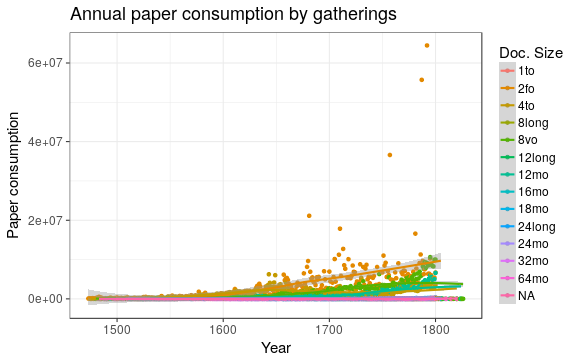 Annual paper consumption by gatherings
6e+07
4e+07
2e+07
0e+00
Paper consumption
1500
1600
1700
1800
Year
Doc. Size
1to
2fo
4to
8long
8vo
12long
12mo
16mo
18mo
24long
24mo
32mo
64mo
NA